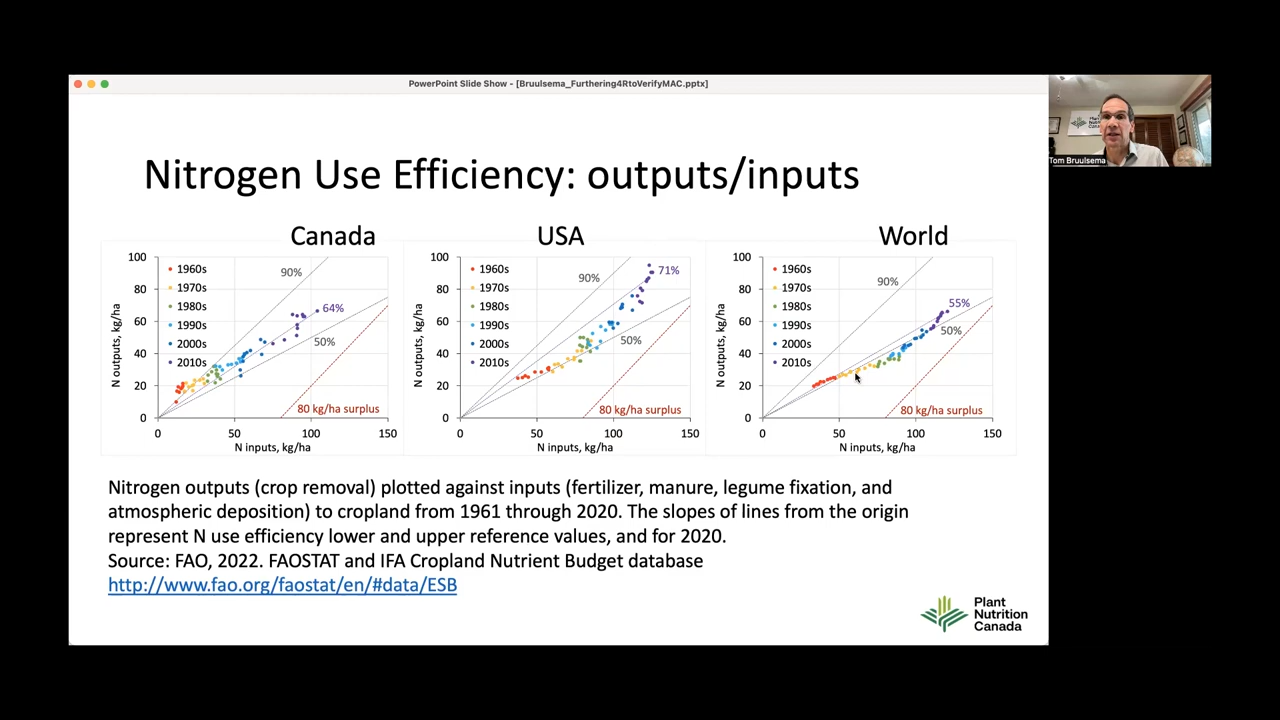 PowerPoint Slide Show - [Bruulsema_Furthering4RtoVerifyMAC.pptx]
Tom Bruulsema
Nitrogen Use Efficiency: outputs/inputs
Canada
N outputs, kg/ha
100
80
60
40
20
0
1960s
1970s
1980s
1990s
2000s
2010s
90%
64%
50%
80 kg/ha surplus
0 50 100 150
N inputs, kg/ha
USA
N outputs, kg/ha
100
80
60
40
20
0
1960s
1970s
1980s
1990s
2000s
2010s
90%
71%
50%
80 kg/ha surplus
0 50 100 150
N inputs, kg/ha
World
N outputs, kg/ha
100
80
60
40
20
0
1960s
1970s
1980s
1990s
2000s
2010s
90%
55%
50%
80 kg/ha surplus
0 50 100 150
N inputs, kg/ha
Nitrogen outputs (crop removal) plotted against inputs (fertilizer, manure, legume fixation, and
atmospheric deposition) to cropland from 1961 through 2020. The slopes of lines from the origin
represent N use efficiency lower and upper reference values, and for 2020.
Source: FAO, 2022. FAOSTAT and IFA Cropland Nutrient Budget database
http://www.fao.org/faostat/en/#data/ESB
Plant
Nutrition
Canada